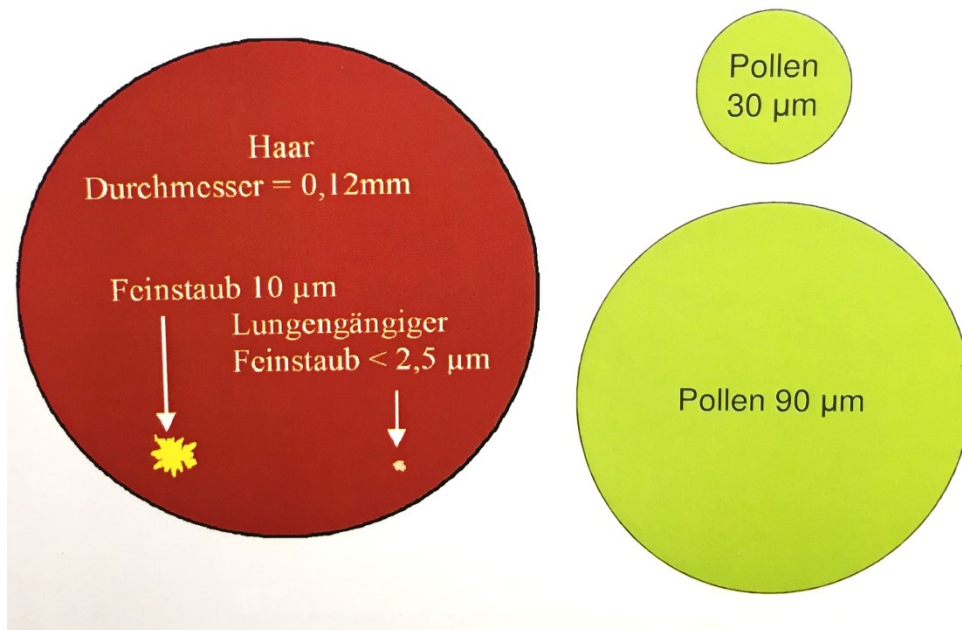 Haar
Durchmesser = 0,12mm
Feinstaub 10 µm
Lungengängiger
Feinstaub < 2,5 µm
Pollen
30 µm
Pollen 90 µm